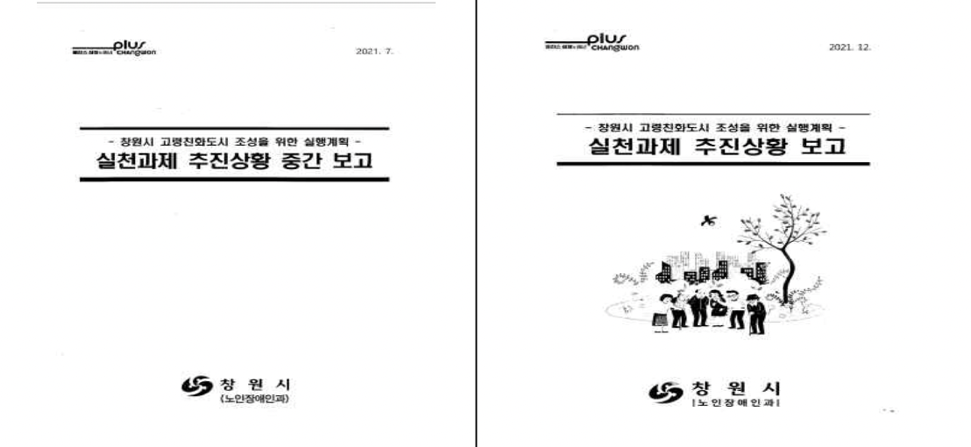 plus
CHANGWON
2021. 7.
- 창원시 고령친화도시 조성을 위한 실행계획 -
실천과제 추진상황 중간 보고
창 원 시
(노인장애인과)
plus
CHANGWON
2021. 12.
- 창원시 고령친화도시 조성을 위한 실행계획 -
실천과제 추진상황 보고
창 원 시
|노인장애인과|